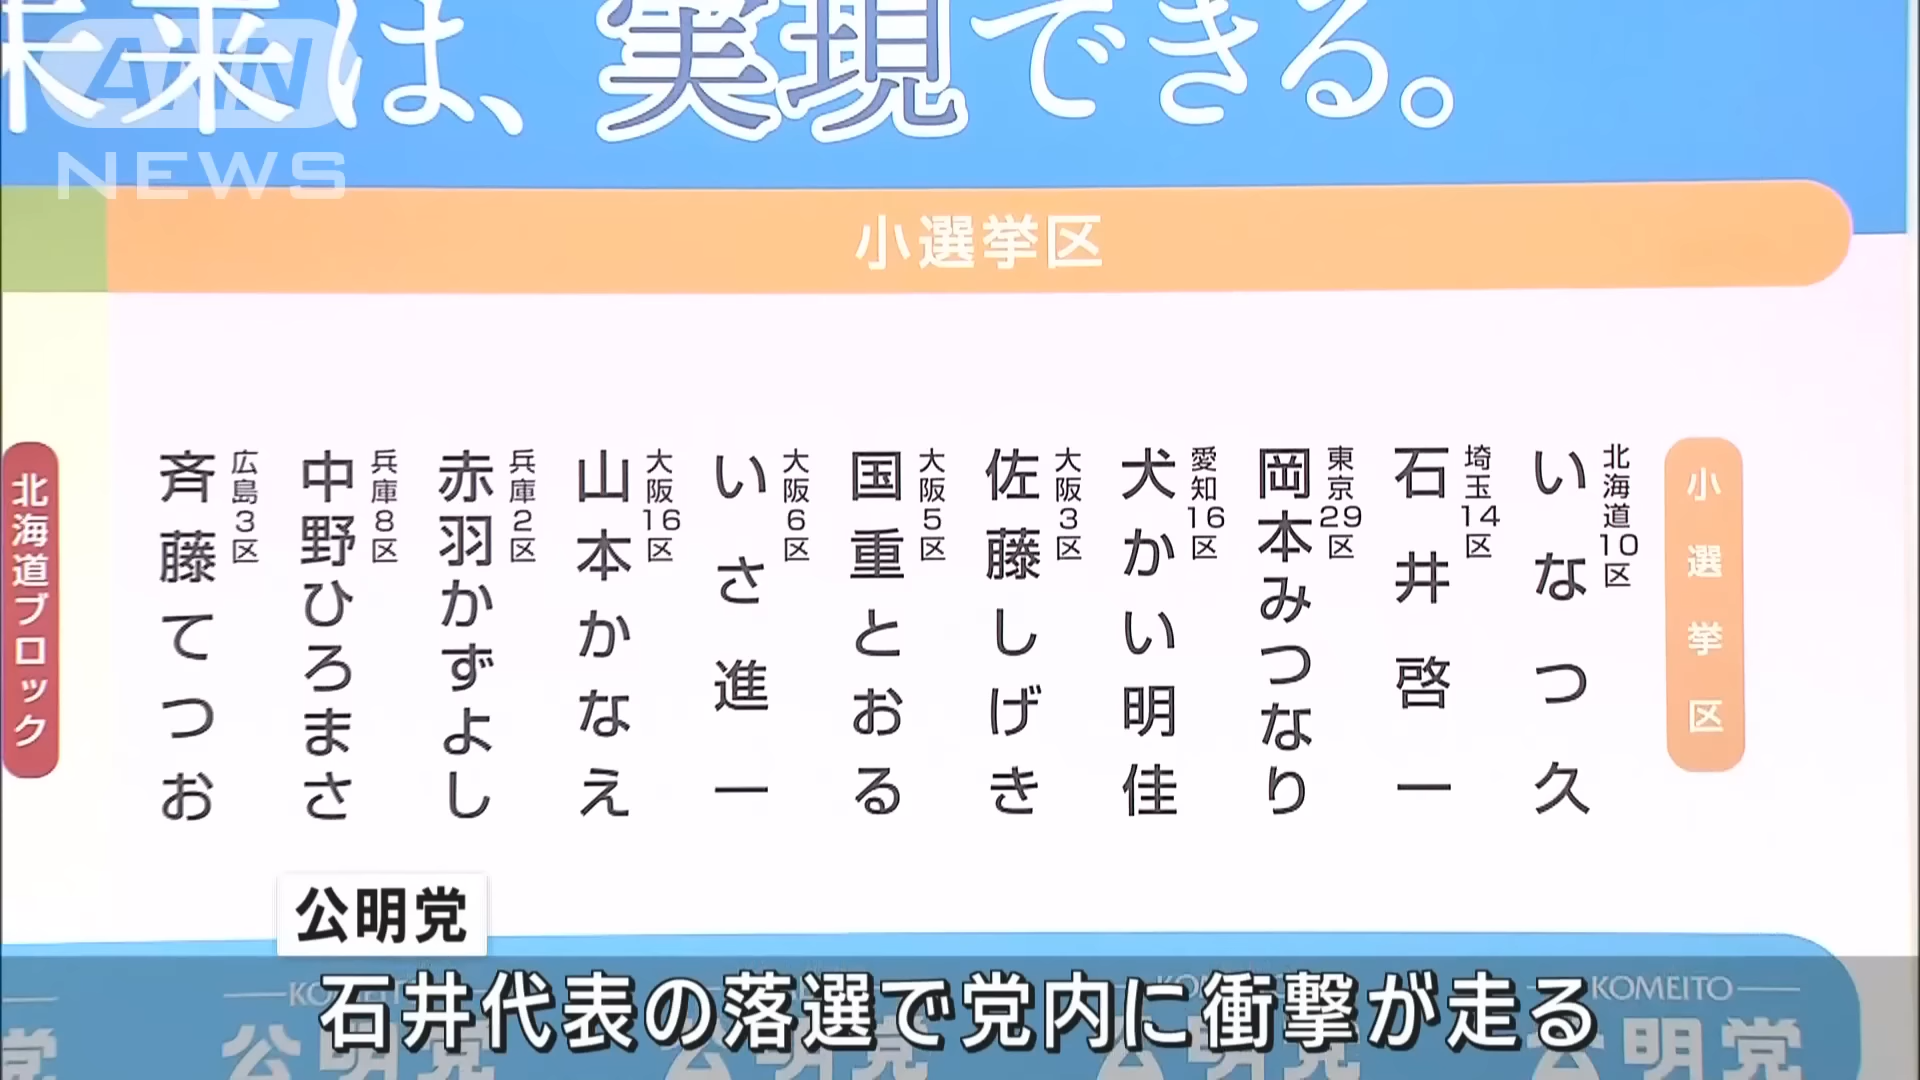 未来は、実現できる。
ANN
NEWS
小選挙区
小選挙区
北海道10区
いなつ久
埼玉14区
石井啓一
東京29区
岡本みつなり
愛知16区
犬かい明佳
大阪3区
佐藤しげき
大阪5区
国重とおる
大阪6区
いさ進一
大阪16区
山本かなえ
兵庫2区
赤羽かずよし
兵庫8区
中野ひろまさ
広島3区
斉藤てつお
北海道ブロック
公明党
石井代表の落選で党内に衝撃が走る
KOMEITO
公明党